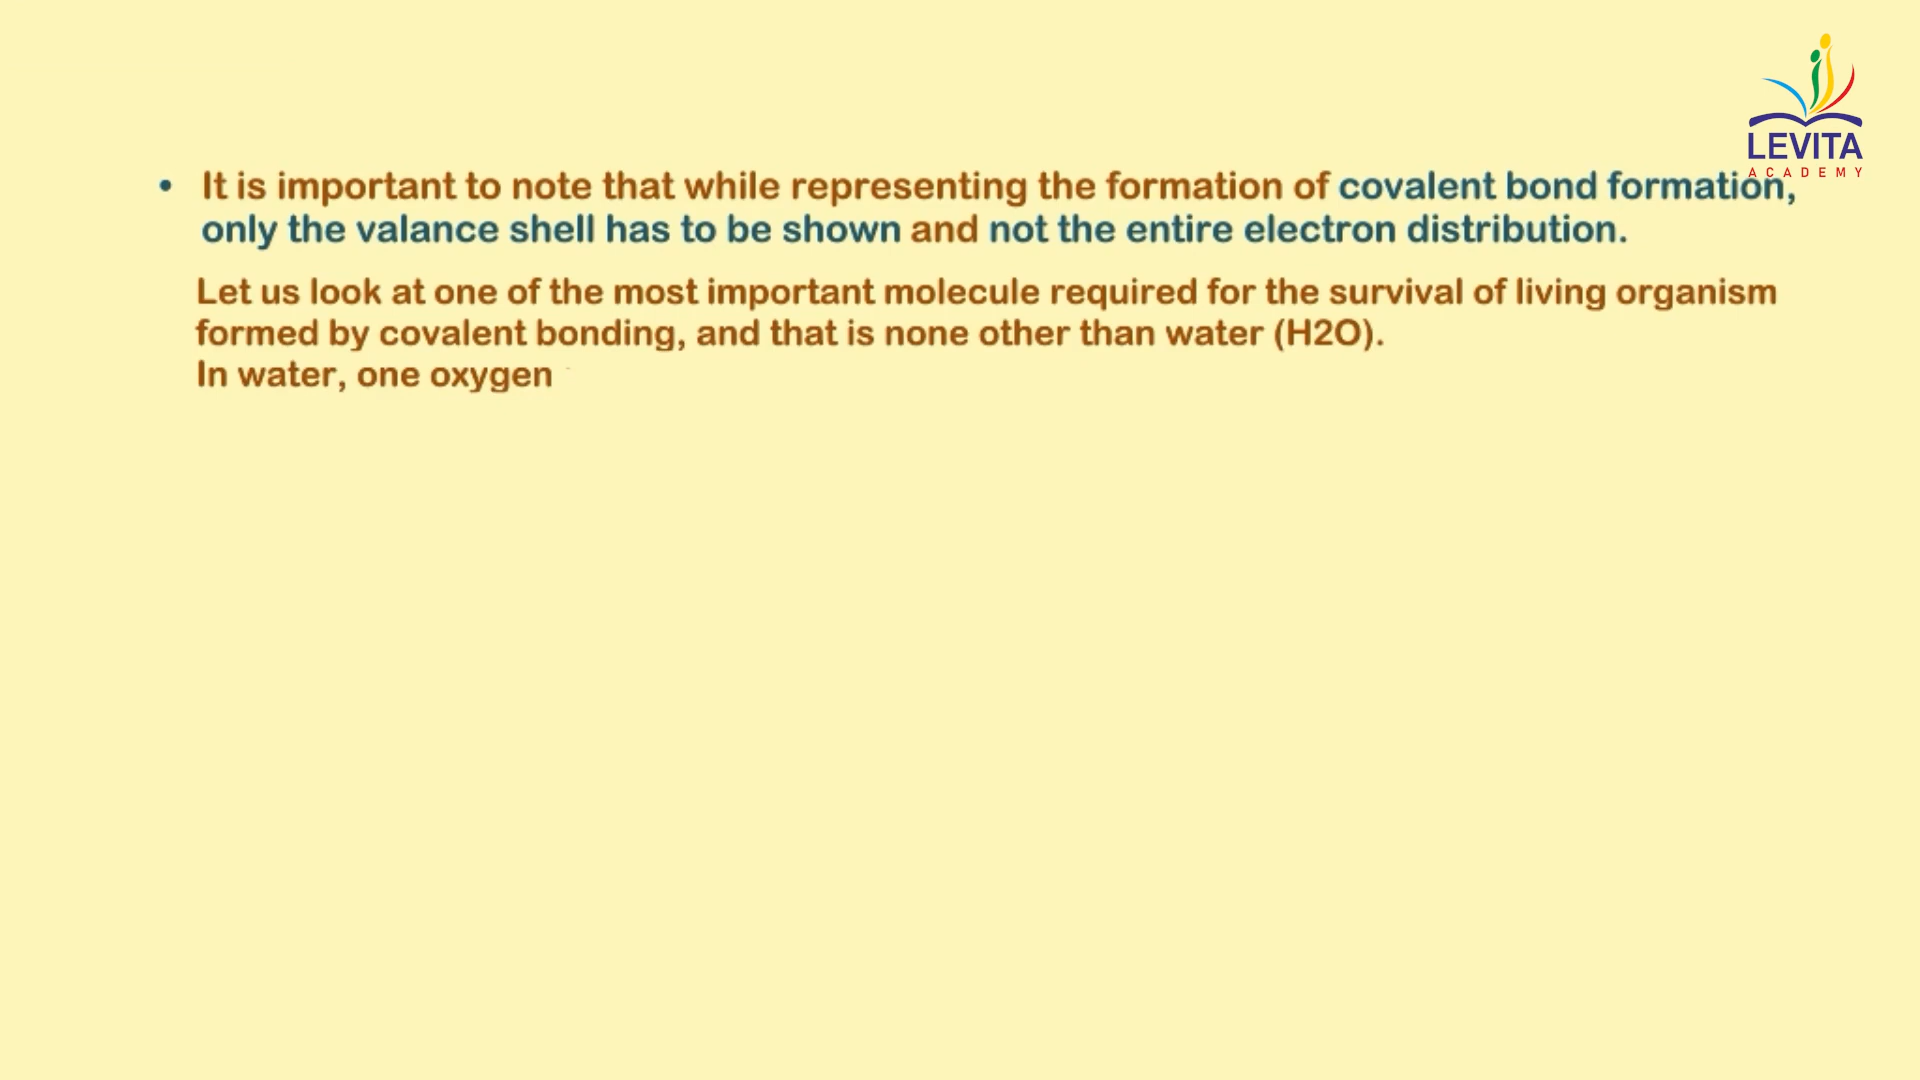 LEVITA
ACADEMY
• It is important to note that while representing the formation of covalent bond formation,
only the valance shell has to be shown and not the entire electron distribution.
Let us look at one of the most important molecule required for the survival of living organism
formed by covalent bonding, and that is none other than water (H2O).
In water, one oxygen